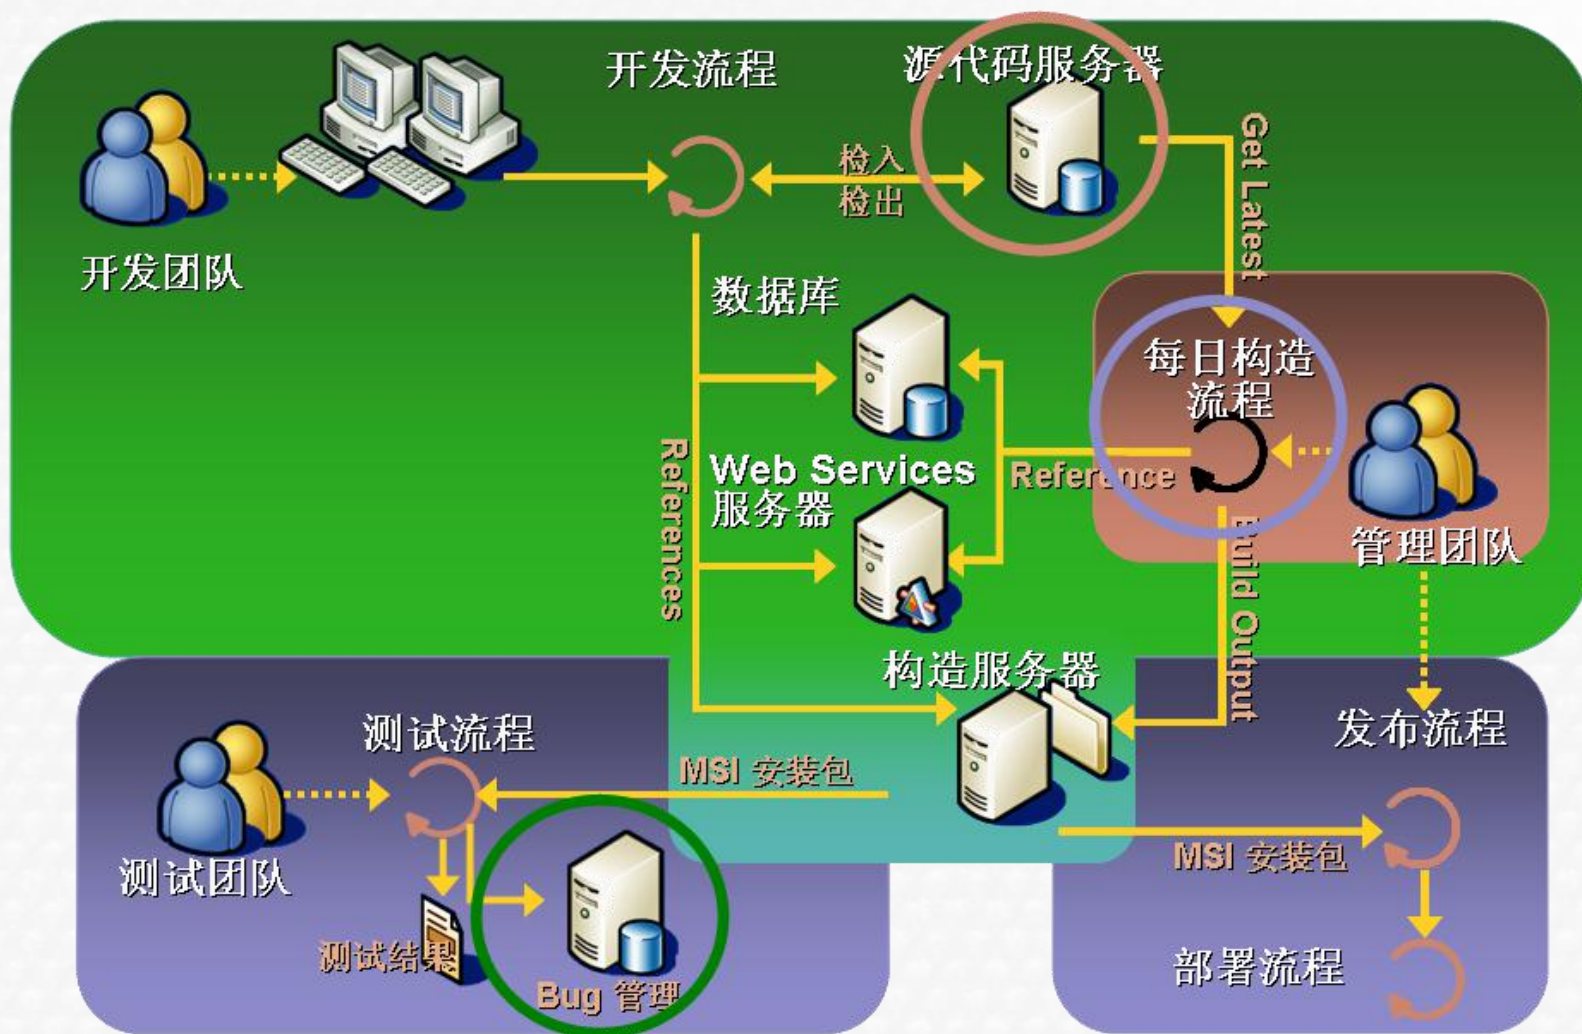 开发流程
源代码服务器
检入
检出
Get Latest
开发团队
数据库
每日构造
流程
References
Web Services
服务器
Reference
管理团队
Build Output
构造服务器
测试流程
发布流程
MSI 安装包
测试团队
MSI 安装包
测试结果
Bug 管理
部署流程